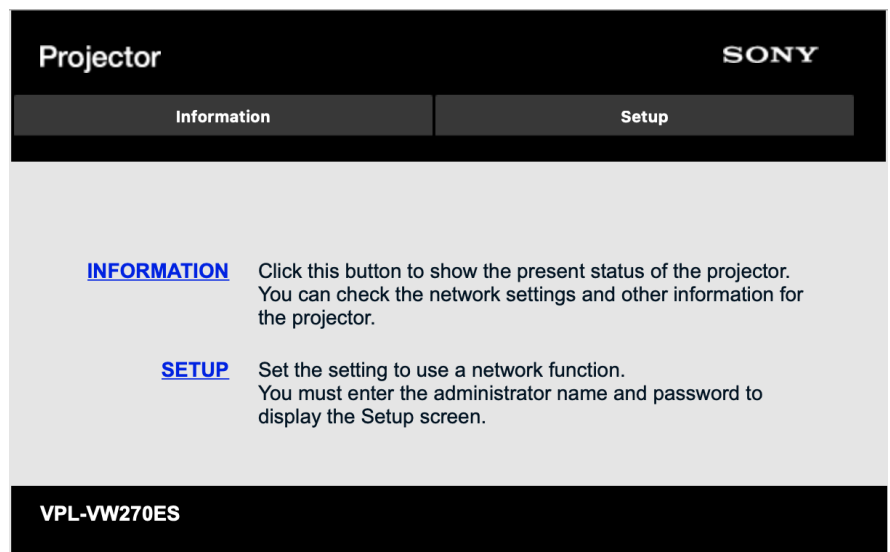 Projector
SONY
Information
Setup
INFORMATION
Click this button to show the present status of the projector.
You can check the network settings and other information for
the projector.
SETUP
Set the setting to use a network function.
You must enter the administrator name and password to
display the Setup screen.
VPL-VW270ES